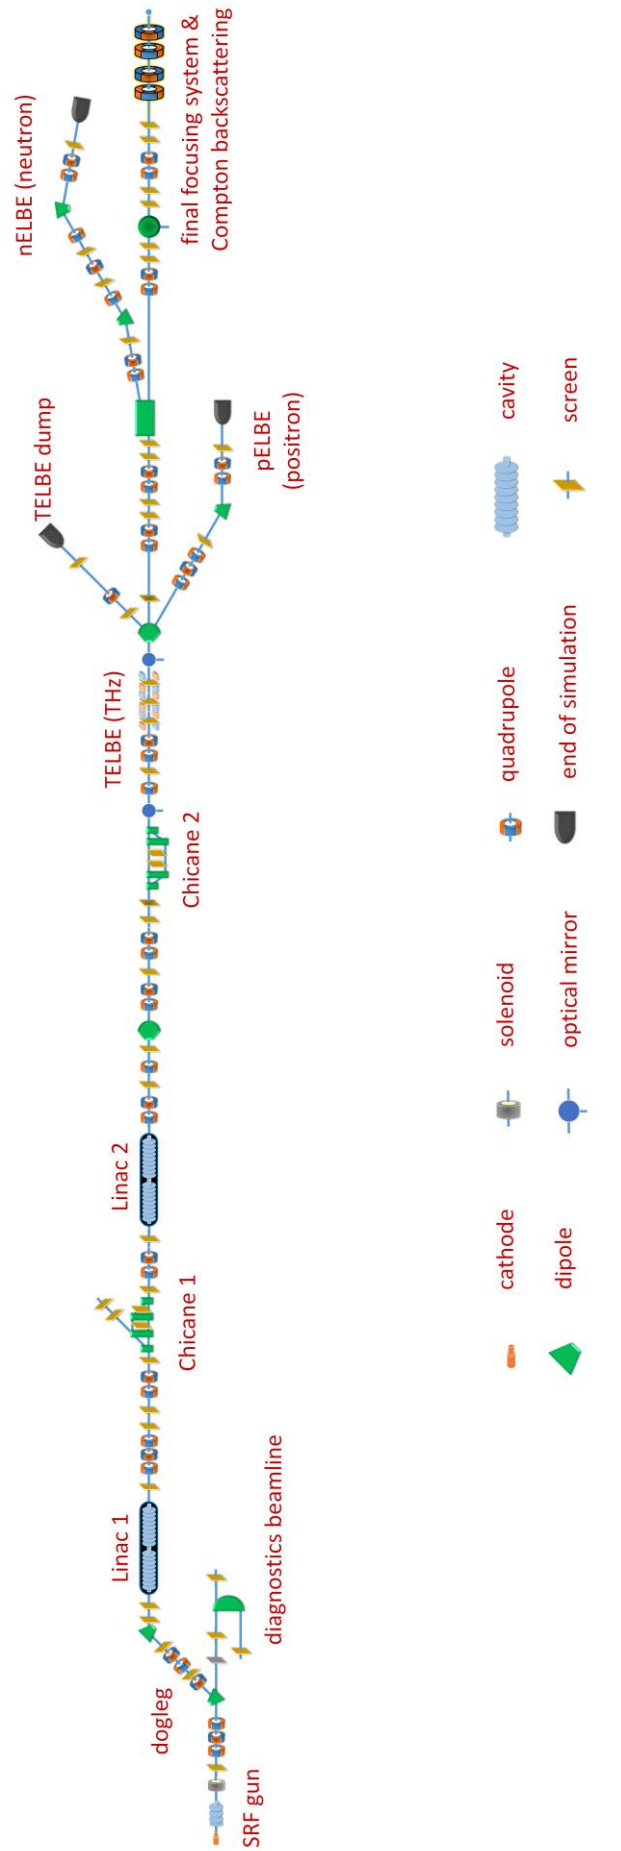 SRF gun
dogleg
diagnostics beamline
Linac 1
Chicane 1
Linac 2
Chicane 2
TELBE (THz)
TELBE dump
pELBE
(positron)
nELBE (neutron)
final focusing system &
Compton backscattering
cathode
solenoid
quadrupole
cavity
dipole
optical mirror
end of simulation
screen